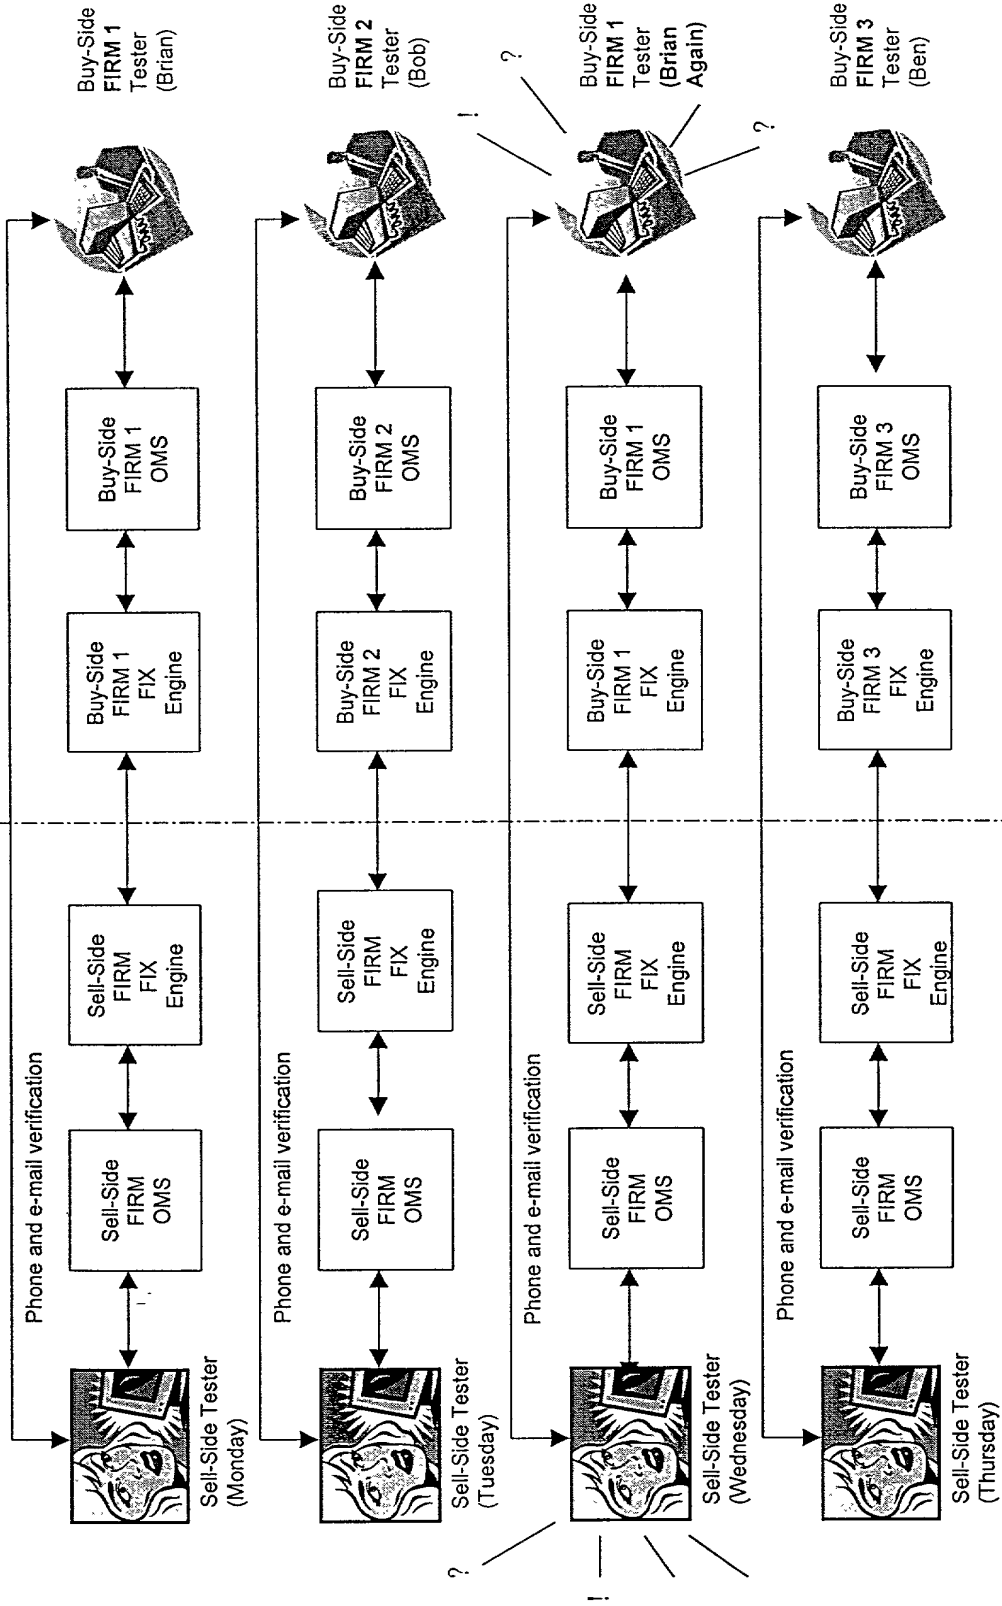 Phone and e-mail verification
Sell-Side Tester
(Monday)
Sell-Side
FIRM
OMS
Sell-Side
FIRM
FIX
Engine
Buy-Side
FIRM 1
FIX
Engine
Buy-Side
FIRM 1
OMS
Buy-Side
FIRM 1
Tester
(Brian)
Phone and e-mail verification
Sell-Side Tester
(Tuesday)
Sell-Side
FIRM
OMS
Sell-Side
FIRM
FIX
Engine
Buy-Side
FIRM 2
FIX
Engine
Buy-Side
FIRM 2
OMS
Buy-Side
FIRM 2
Tester
(Bob)
?
!
Phone and e-mail verification
Sell-Side Tester
(Wednesday)
Sell-Side
FIRM
OMS
Sell-Side
FIRM
FIX
Engine
Buy-Side
FIRM 1
FIX
Engine
Buy-Side
FIRM 1
OMS
!
?
?
Buy-Side
FIRM 1
Tester
(Brian
Again)
Phone and e-mail verification
Sell-Side Tester
(Thursday)
Sell-Side
FIRM
OMS
Sell-Side
FIRM
FIX
Engine
Buy-Side
FIRM 3
FIX
Engine
Buy-Side
FIRM 3
OMS
Buy-Side
FIRM 3
Tester
(Ben)